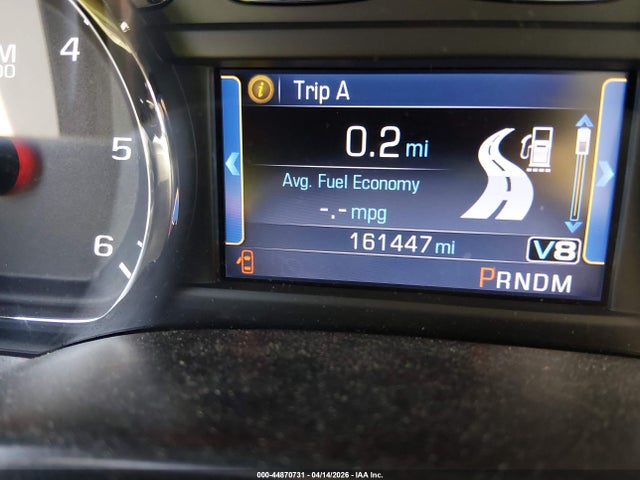 Trip A
0.2 mi
Avg. Fuel Economy
-.- mpg
161447 mi
V8
PRNDM
4
5
6
000-44870731 - 04/14/2026 - IAA Inc.